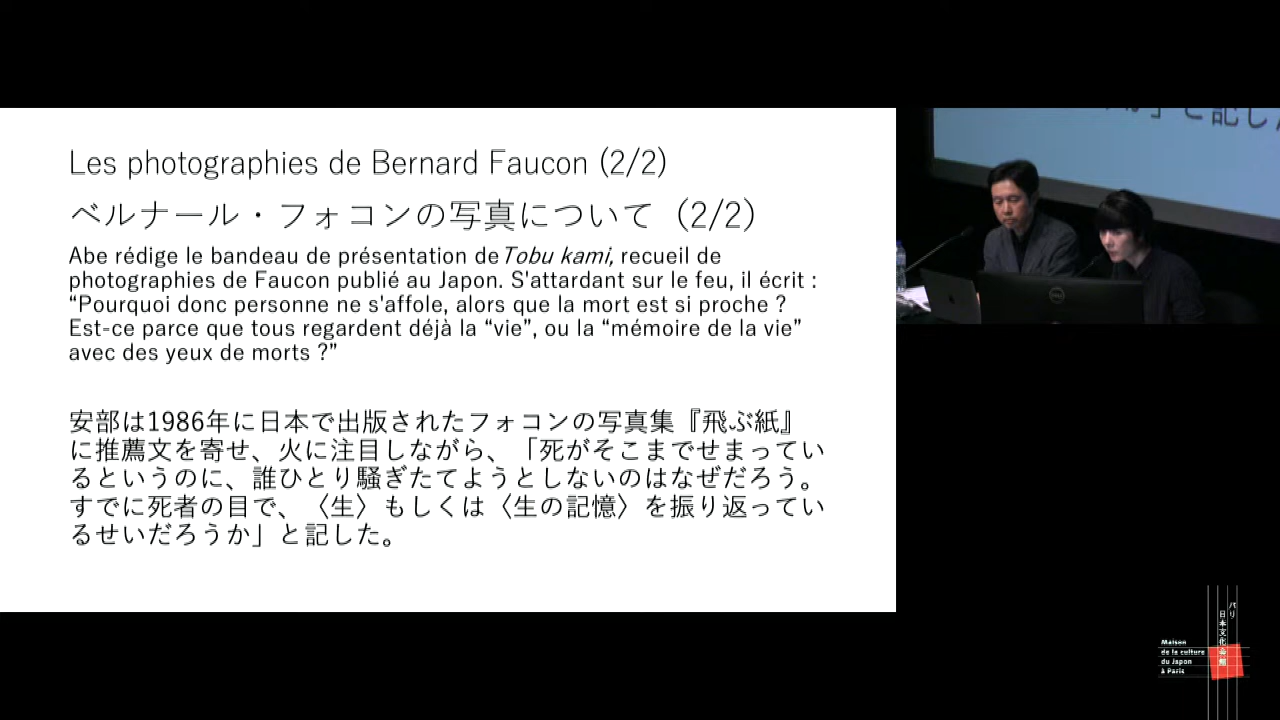 Les photographies de Bernard Faucon (2/2)
ベルナール・フォコンの写真について（2/2）
Abe rédige le bandeau de présentation de Tobu kami, recueil de
photographies de Faucon publié au Japon. S'attardant sur le feu, il écrit :
“Pourquoi donc personne ne s'affole, alors que la mort est si proche ?
Est-ce parce que tous regardent déjà la “vie”, ou la “mémoire de la vie”
avec des yeux de morts ?”
安部は1986年に日本で出版されたフォコンの写真集『飛ぶ紙』
に推薦文を寄せ、火に注目しながら、「死がそこまでせまってい
るというのに、誰ひとり騒ぎたてようとしないのはなぜだろう。
すでに死者の目で、〈生〉もしくは〈生の記憶〉を振り返ってい
るせいだろうか」と記した。
と記した
DELL
パリ
日本文化会館
Maison
de la culture
du Japon
à Paris